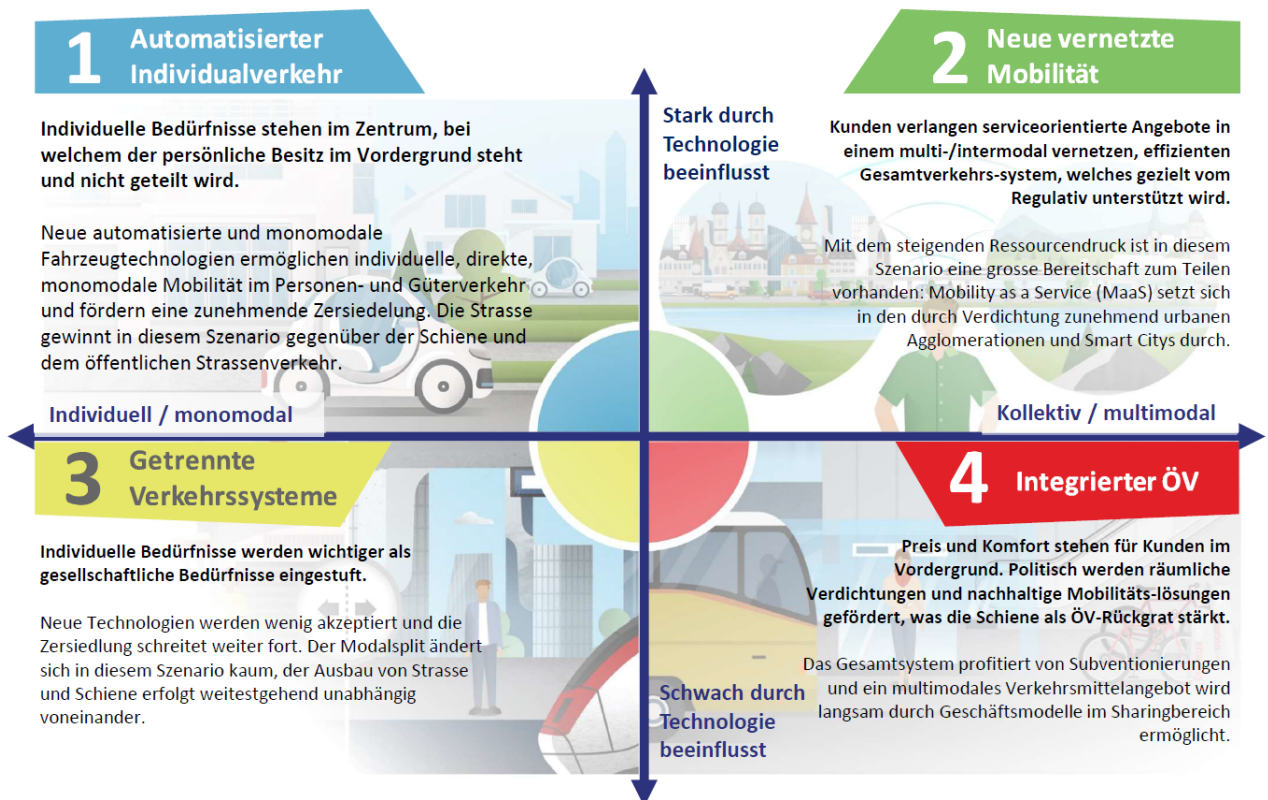 1
Automatisierter
Individualverkehr
Individuelle Bedürfnisse stehen im Zentrum, bei
welchem der persönliche Besitz im Vordergrund steht
und nicht geteilt wird.
Neue automatisierte und monomodale
Fahrzeugtechnologien ermöglichen individuelle, direkte,
monomodale Mobilität im Personen- und Güterverkehr
und fördern eine zunehmende Zersiedelung. Die Strasse
gewinnt in diesem Szenario gegenüber der Schiene und
dem öffentlichen Strassenverkehr.
Individuell / monomodal
Stark durch
Technologie
beeinflusst
2
Neue vernetzte
Mobilität
Kunden verlangen serviceorientierte Angebote in
einem multi-/intermodal vernetzen, effizienten
Gesamtverkehrs-system, welches gezielt vom
Regulativ unterstützt wird.
Mit dem steigenden Ressourcendruck ist in diesem
Szenario eine grosse Bereitschaft zum Teilen
vorhanden: Mobility as a Service (MaaS) setzt sich
in den durch Verdichtung zunehmend urbanen
Agglomerationen und Smart Citys durch.
Kollektiv / multimodal
3
Getrennte
Verkehrssysteme
Individuelle Bedürfnisse werden wichtiger als
gesellschaftliche Bedürfnisse eingestuft.
Neue Technologien werden wenig akzeptiert und die
Zersiedlung schreitet weiter fort. Der Modalsplit ändert
sich in diesem Szenario kaum, der Ausbau von Strasse
und Schiene erfolgt weitestgehend unabhängig
voneinander.
Schwach durch
Technologie
beeinflusst
4
Integrierter ÖV
Preis und Komfort stehen für Kunden im
Vordergrund. Politisch werden räumliche
Verdichtungen und nachhaltige Mobilitäts-lösungen
gefördert, was die Schiene als ÖV-Rückgrat stärkt.
Das Gesamtsystem profitiert von Subventionierungen
und ein multimodales Verkehrsmittelangebot wird
langsam durch Geschäftsmodelle im Sharingbereich
ermöglicht.